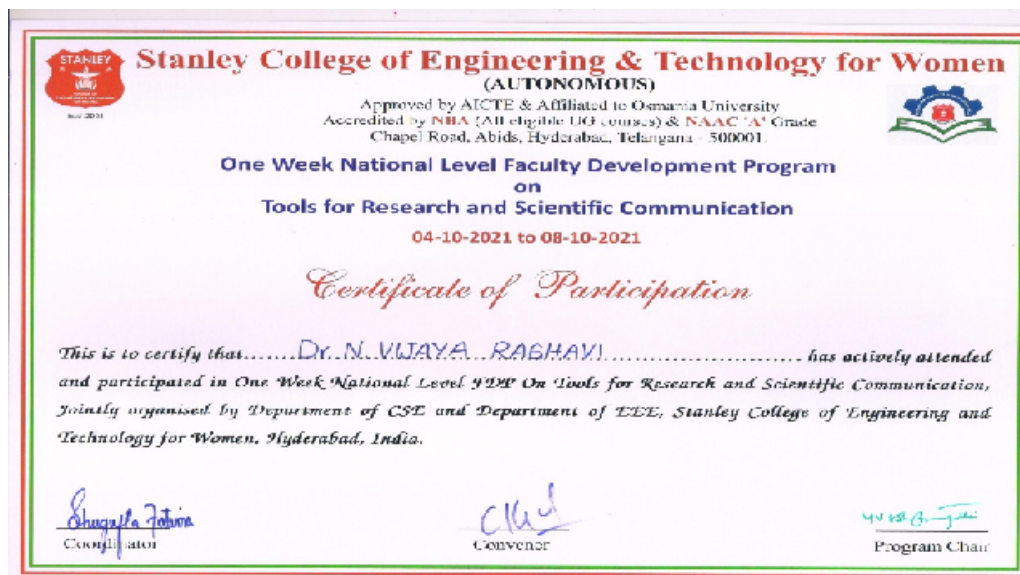 STANLEY
Stanley College of Engineering & Technology for Women
(AUTONOMOUS)
Approved by AICTE & Affiliated to Osmania University
Accredited by NBA (All eligible UG courses) & NAAC 'A' Grade
Chapel Road, Abids, Hyderabad, Telangana - 500001.
One Week National Level Faculty Development Program
on
Tools for Research and Scientific Communication
04-10-2021 to 08-10-2021
Certificate of Participation
This is to certify that.......Dr. N. VIJAYA RAGHAVI........................... has actively attended
and participated in One Week National Level FDP On Tools for Research and Scientific Communication,
Jointly organised by Department of CSE and Department of EEE, Stanley College of Engineering and
Technology for Women, Hyderabad, India.
Coordinator
Convenor
Program Chair